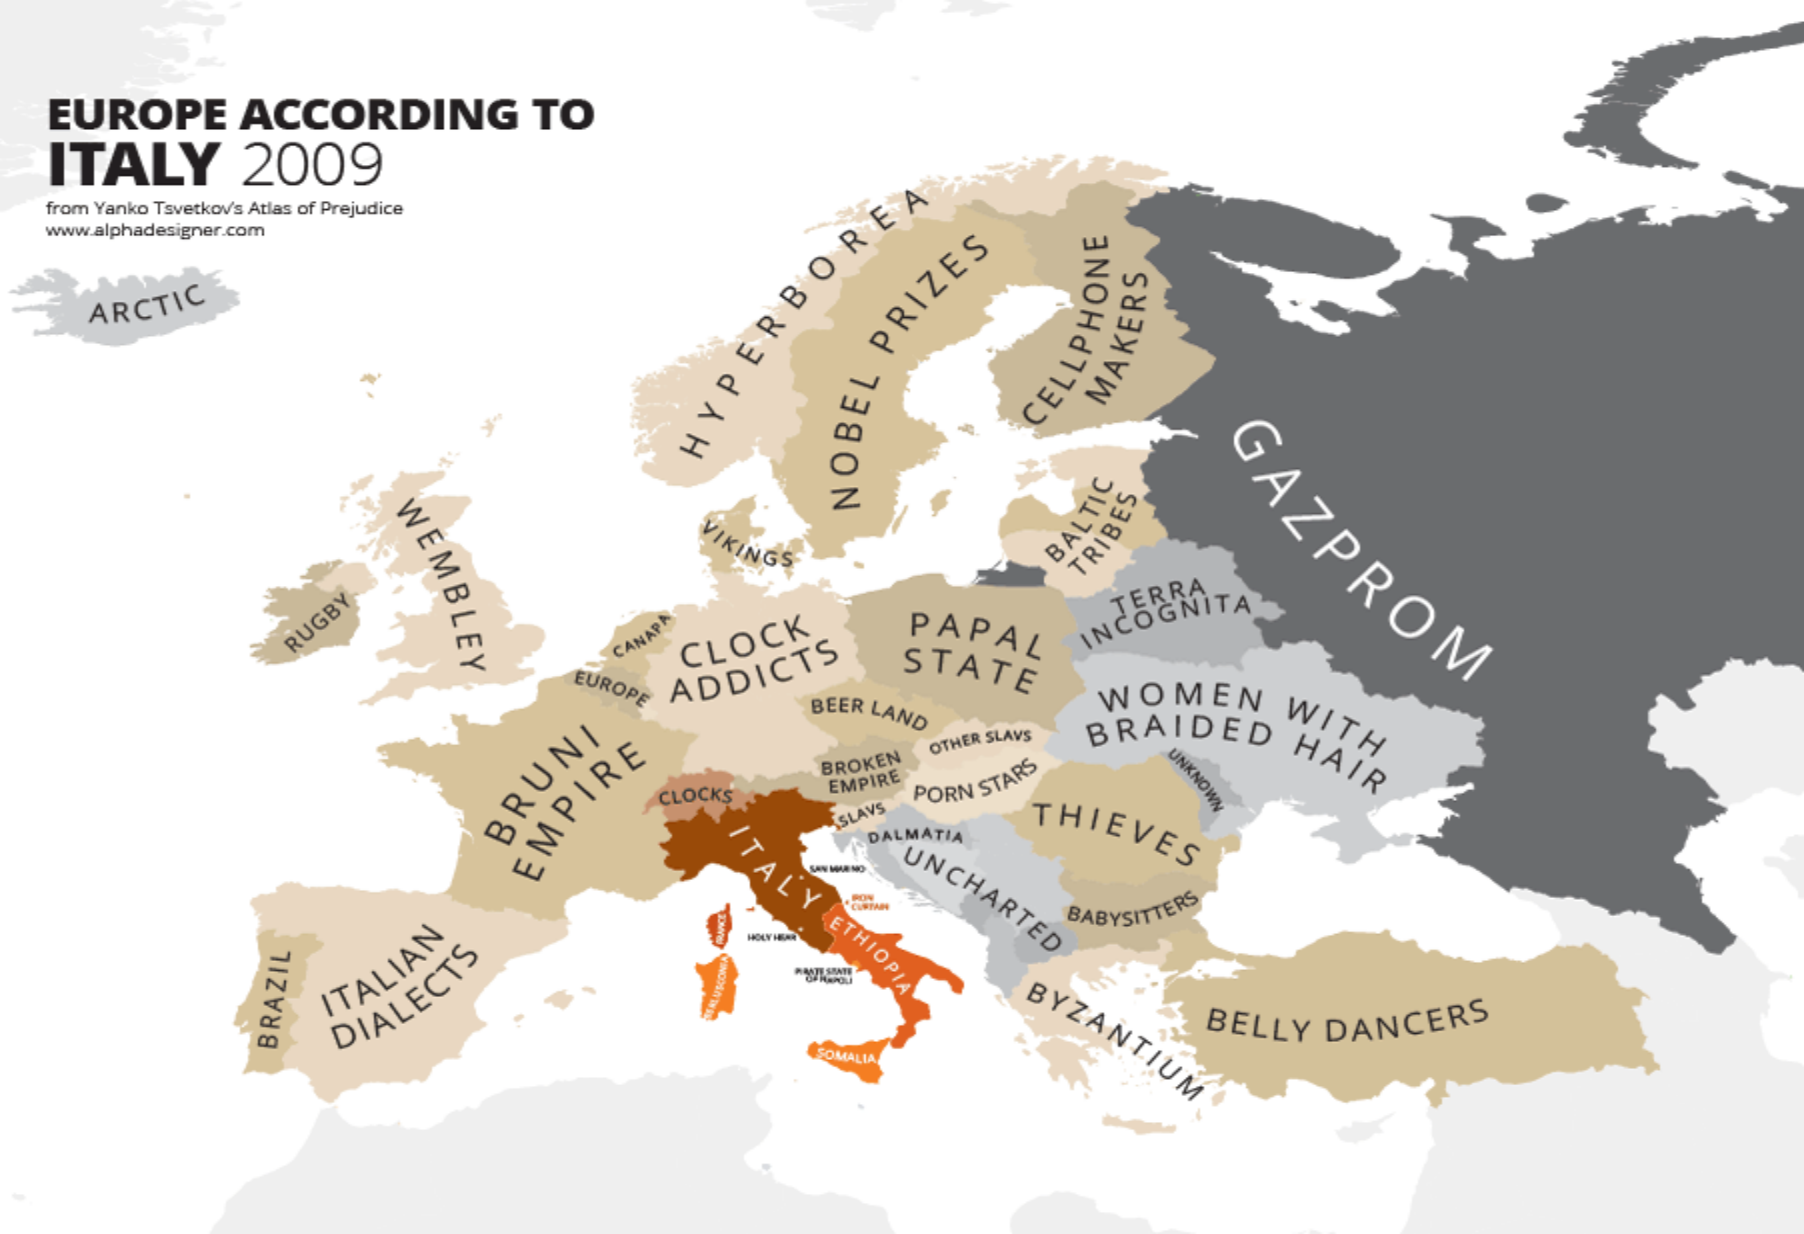 EUROPE ACCORDING TO
ITALY 2009
from Yanko Tsvetkov's Atlas of Prejudice
www.alphadesigner.com
ARCTIC
HYPERBOREA
NOBEL PRIZES
CELLPHONE
MAKERS
GAZPROM
WEMBLEY
RUGBY
VIKINGS
BALTIC
TRIBES
TERRA
INCOGNITA
CANAPA
EUROPE
CLOCK
ADDICTS
PAPAL
STATE
WOMEN WITH
BRAIDED HAIR
BEER LAND
OTHER SLAVS
BROKEN
EMPIRE
PORN STARS
UNKNOWN
BRUNI
EMPIRE
CLOCKS
SLAVS
THIEVES
DALMATIA
UNCHARTED
ITALY
SAN MARINO
IRON
CURTAIN
BABYSITTERS
FRANCE
HOLY HEAR
ETHIOPIA
PIRATE STATE
OF NAPOLI
BERLUSCONIA
SOMALIA
BRAZIL
ITALIAN
DIALECTS
BYZANTIUM
BELLY DANCERS